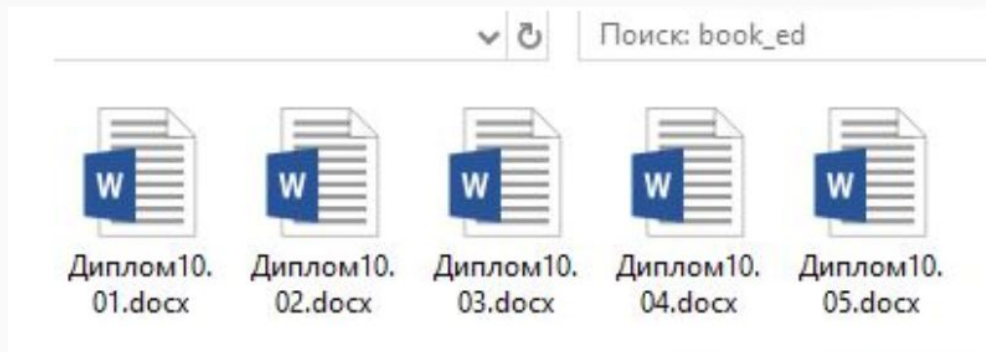 Поиск: book_ed
W W W W W
Диплом10. Диплом10. Диплом10. Диплом10. Диплом10.
01.docx 02.docx 03.docx 04.docx 05.docx